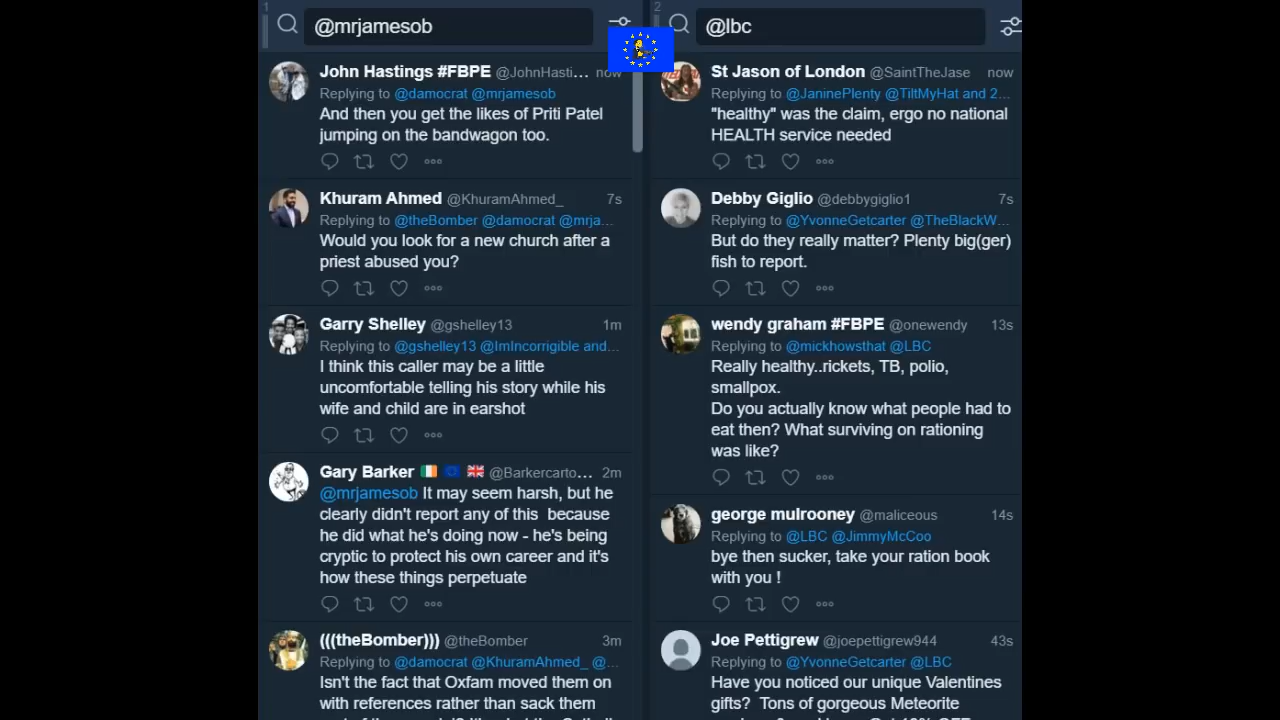 1
@mrjamesob
John Hastings #FBPE @JohnHasti... now
Replying to @damocrat @mrjamesob
And then you get the likes of Priti Patel
jumping on the bandwagon too.
Khuram Ahmed @KhuramAhmed_ 7s
Replying to @theBomber @damocrat @mrja...
Would you look for a new church after a
priest abused you?
Garry Shelley @gshelley13 1m
Replying to @gshelley13 @ImIncorrigible and...
I think this caller may be a little
uncomfortable telling his story while his
wife and child are in earshot
Gary Barker 🇮🇪 🇪🇺 🇬🇧 @Barkercarto... 2m
@mrjamesob It may seem harsh, but he
clearly didn't report any of this because
he did what he's doing now - he's being
cryptic to protect his own career and it's
how these things perpetuate
(((theBomber))) @theBomber 3m
Replying to @damocrat @KhuramAhmed_ @...
Isn't the fact that Oxfam moved them on
with references rather than sack them
2
@lbc
St Jason of London @SaintTheJase now
Replying to @JaninePlenty @TiltMyHat and 2...
"healthy" was the claim, ergo no national
HEALTH service needed
Debby Giglio @debbygiglio1 7s
Replying to @YvonneGetcarter @TheBlackW...
But do they really matter? Plenty big(ger)
fish to report.
wendy graham #FBPE @onewendy 13s
Replying to @mickhowsthat @LBC
Really healthy..rickets, TB, polio,
smallpox.
Do you actually know what people had to
eat then? What surviving on rationing
was like?
george mulrooney @maliceous 14s
Replying to @LBC @JimmyMcCoo
bye then sucker, take your ration book
with you !
Joe Pettigrew @joepettigrew944 43s
Replying to @YvonneGetcarter @LBC
Have you noticed our unique Valentines
gifts? Tons of gorgeous Meteorite